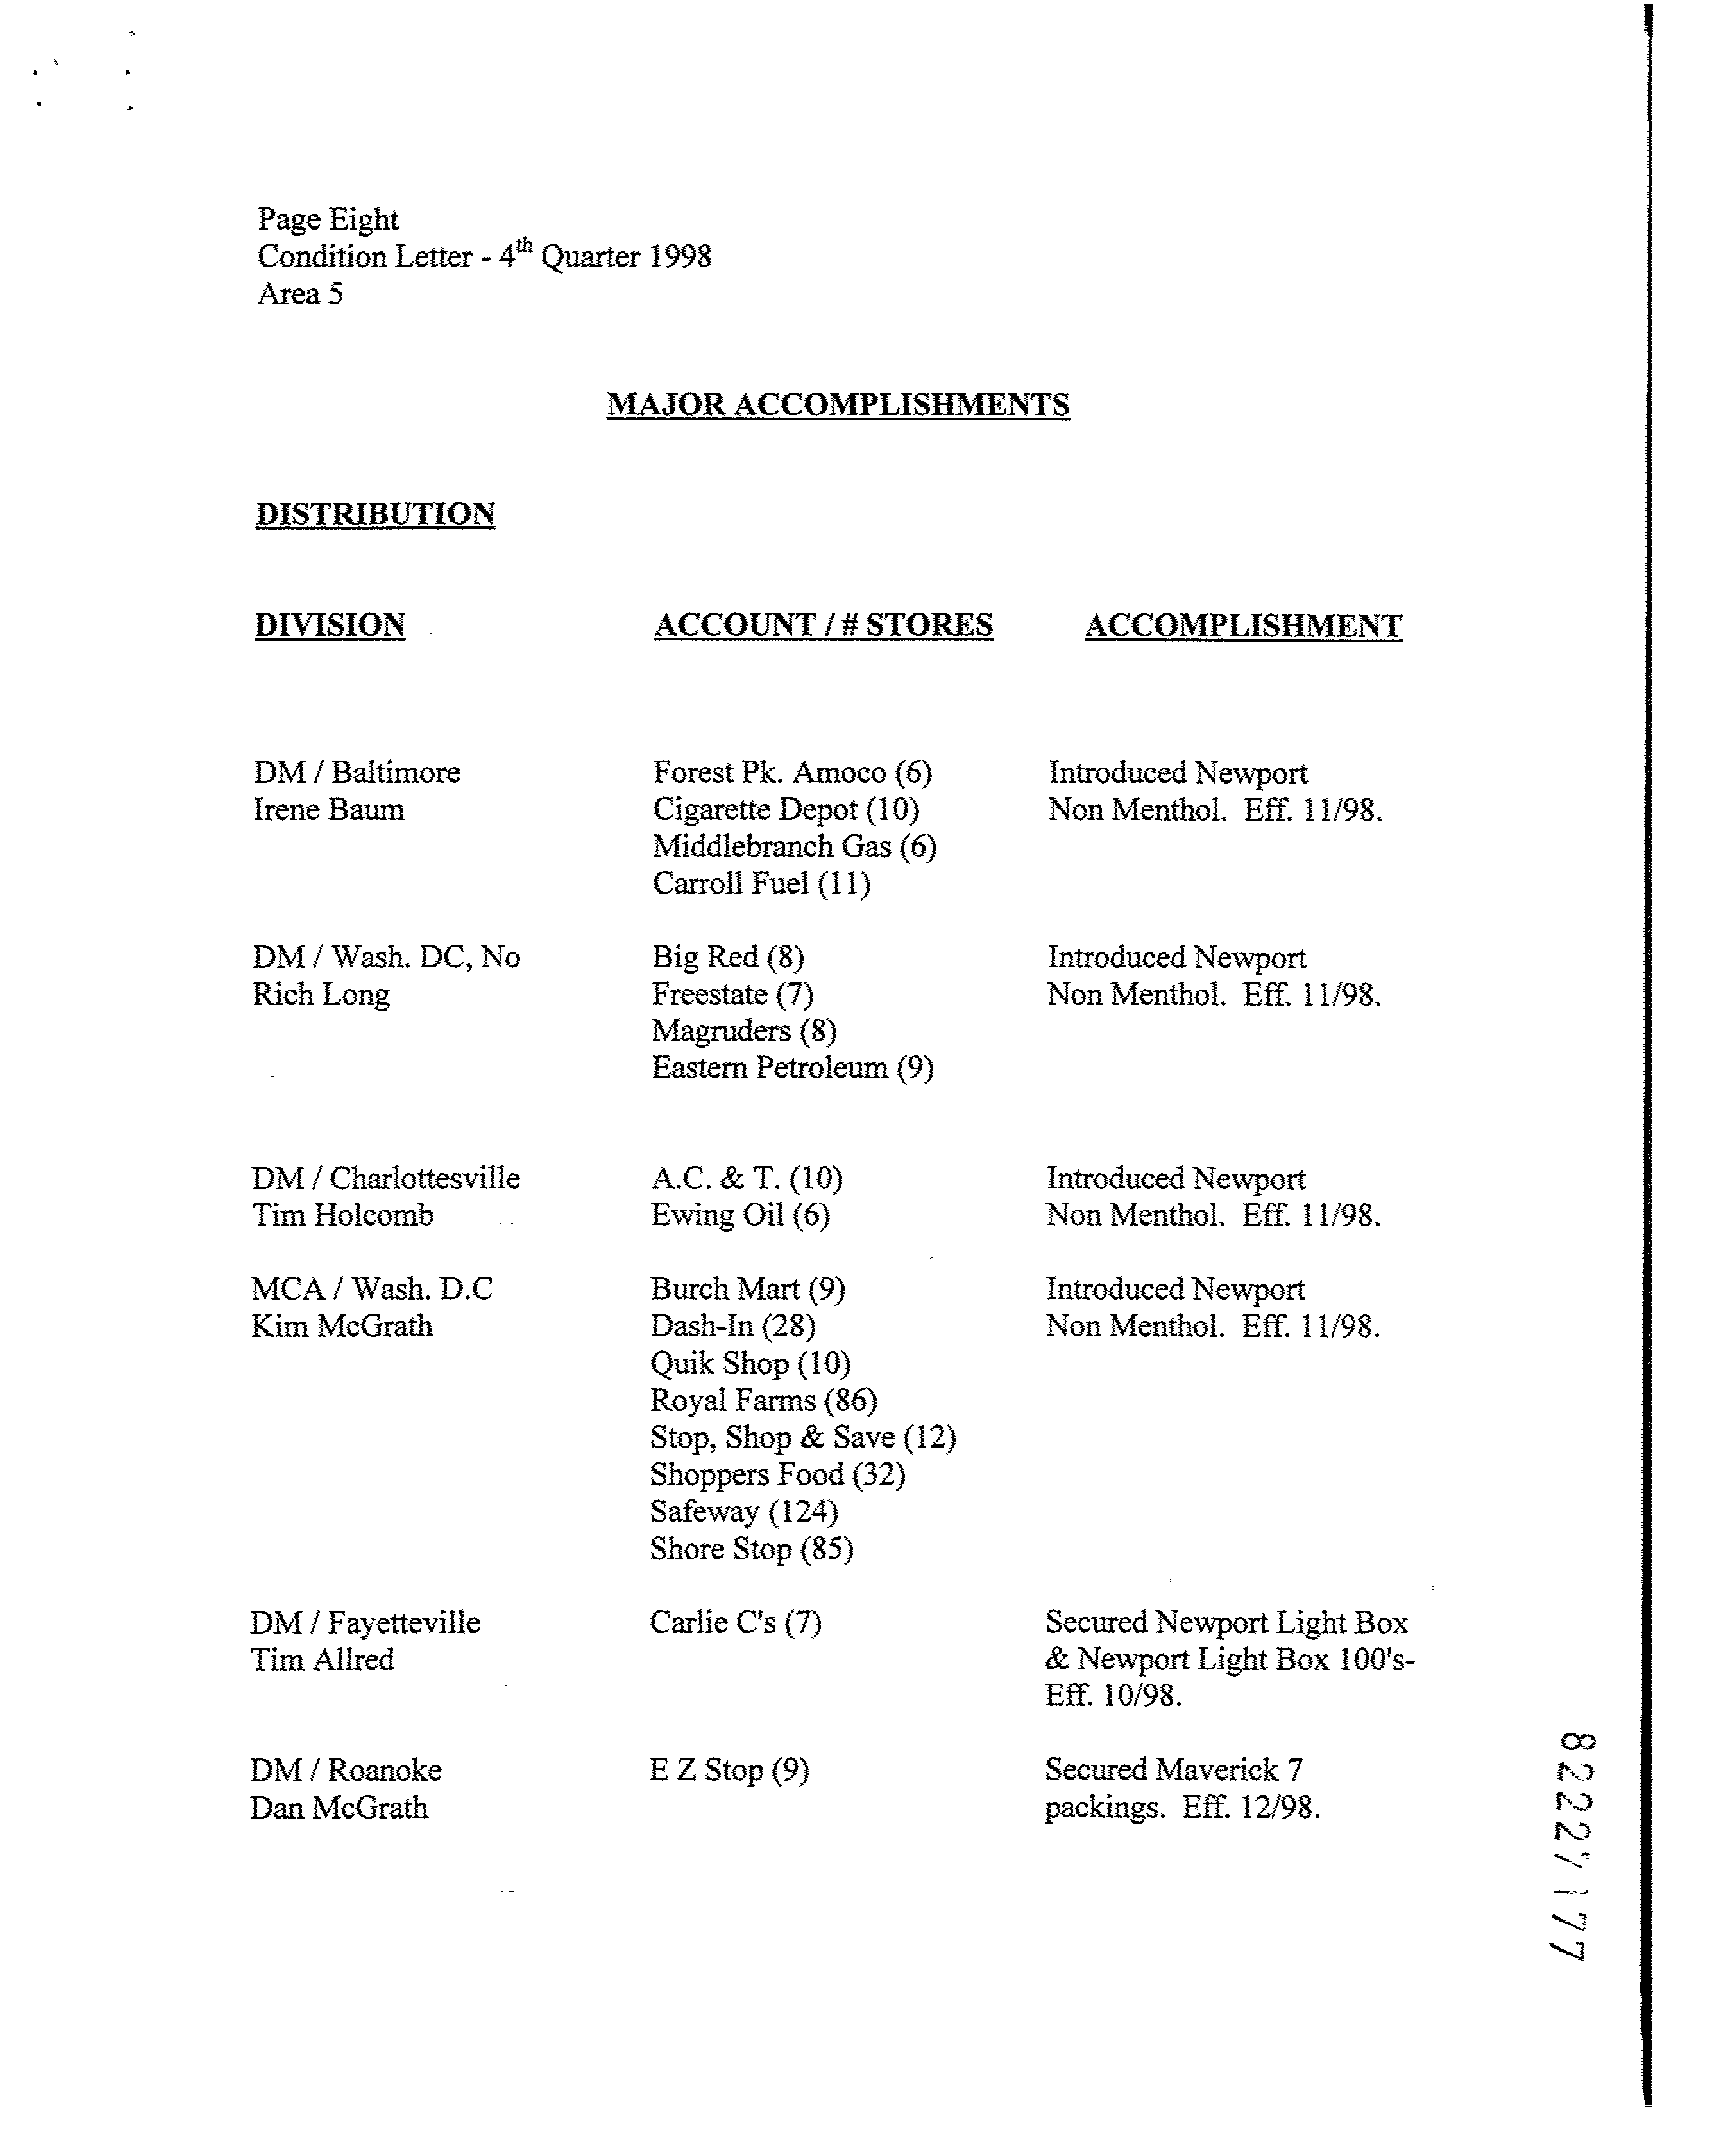 Page Eight
Condition Letter - 4th Quarter 1998
Area 5
MAJOR ACCOMPLISHMENTS
DISTRIBUTION
DIVISION ACCOUNT / # STORES ACCOMPLISHMENT
DM / Baltimore Forest Pk. Amoco (6) Introduced Newport
Irene Baum Cigarette Depot (10) Non Menthol. Eff. 11/98.
Middlebranch Gas (6)
Carroll Fuel (11)
DM / Wash. DC, No Big Red (8) Introduced Newport
Rich Long Freestate (7) Non Menthol. Eff. 11/98.
Magruders (8)
Eastern Petroleum (9)
DM / Charlottesville A.C. & T. (10) Introduced Newport
Tim Holcomb Ewing Oil (6) Non Menthol. Eff. 11/98.
MCA / Wash. D.C Burch Mart (9) Introduced Newport
Kim McGrath Dash-In (28) Non Menthol. Eff. 11/98.
Quik Shop (10)
Royal Farms (86)
Stop, Shop & Save (12)
Shoppers Food (32)
Safeway (124)
Shore Stop (85)
DM / Fayetteville Carlie C's (7) Secured Newport Light Box
Tim Allred & Newport Light Box 100's-
Eff. 10/98.
DM / Roanoke E Z Stop (9) Secured Maverick 7
Dan McGrath packings. Eff. 12/98.
82227177